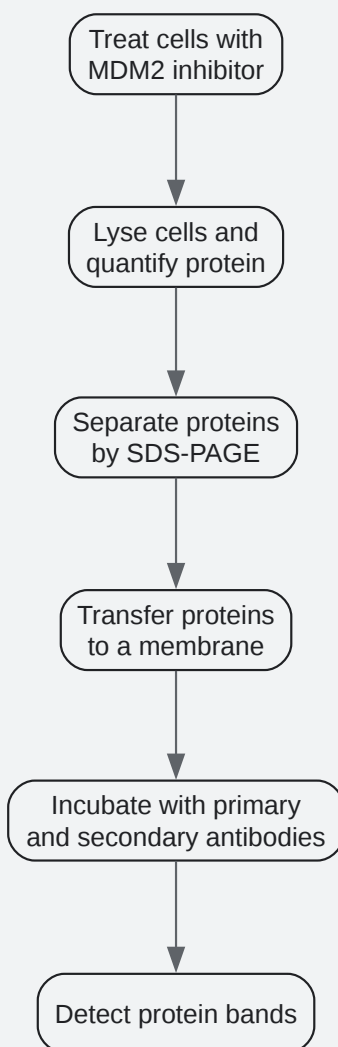 Treat cells with
MDM2 inhibitor
Lyse cells and
quantify protein
Separate proteins
by SDS-PAGE
Transfer proteins
to a membrane
Incubate with primary
and secondary antibodies
Detect protein bands